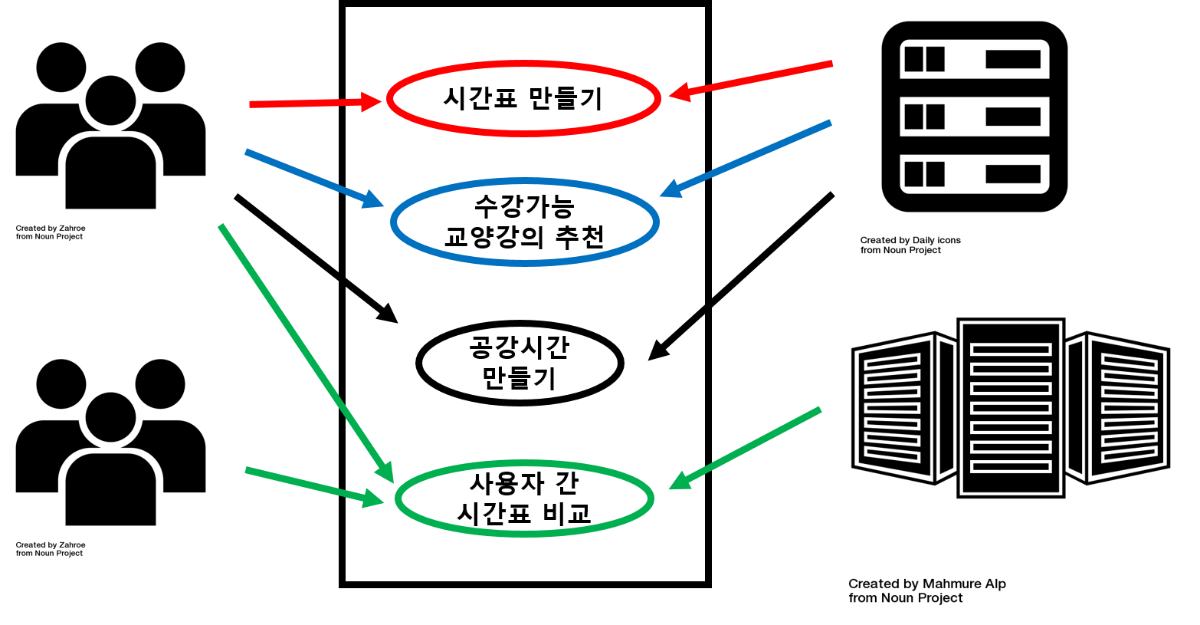 시간표 만들기
수강가능
교양강의 추천
공강시간
만들기
사용자 간
시간표 비교
Created by Zahroe
from Noun Project
Created by Zahroe
from Noun Project
Created by Daily icons
from Noun Project
Created by Mahmure Alp
from Noun Project